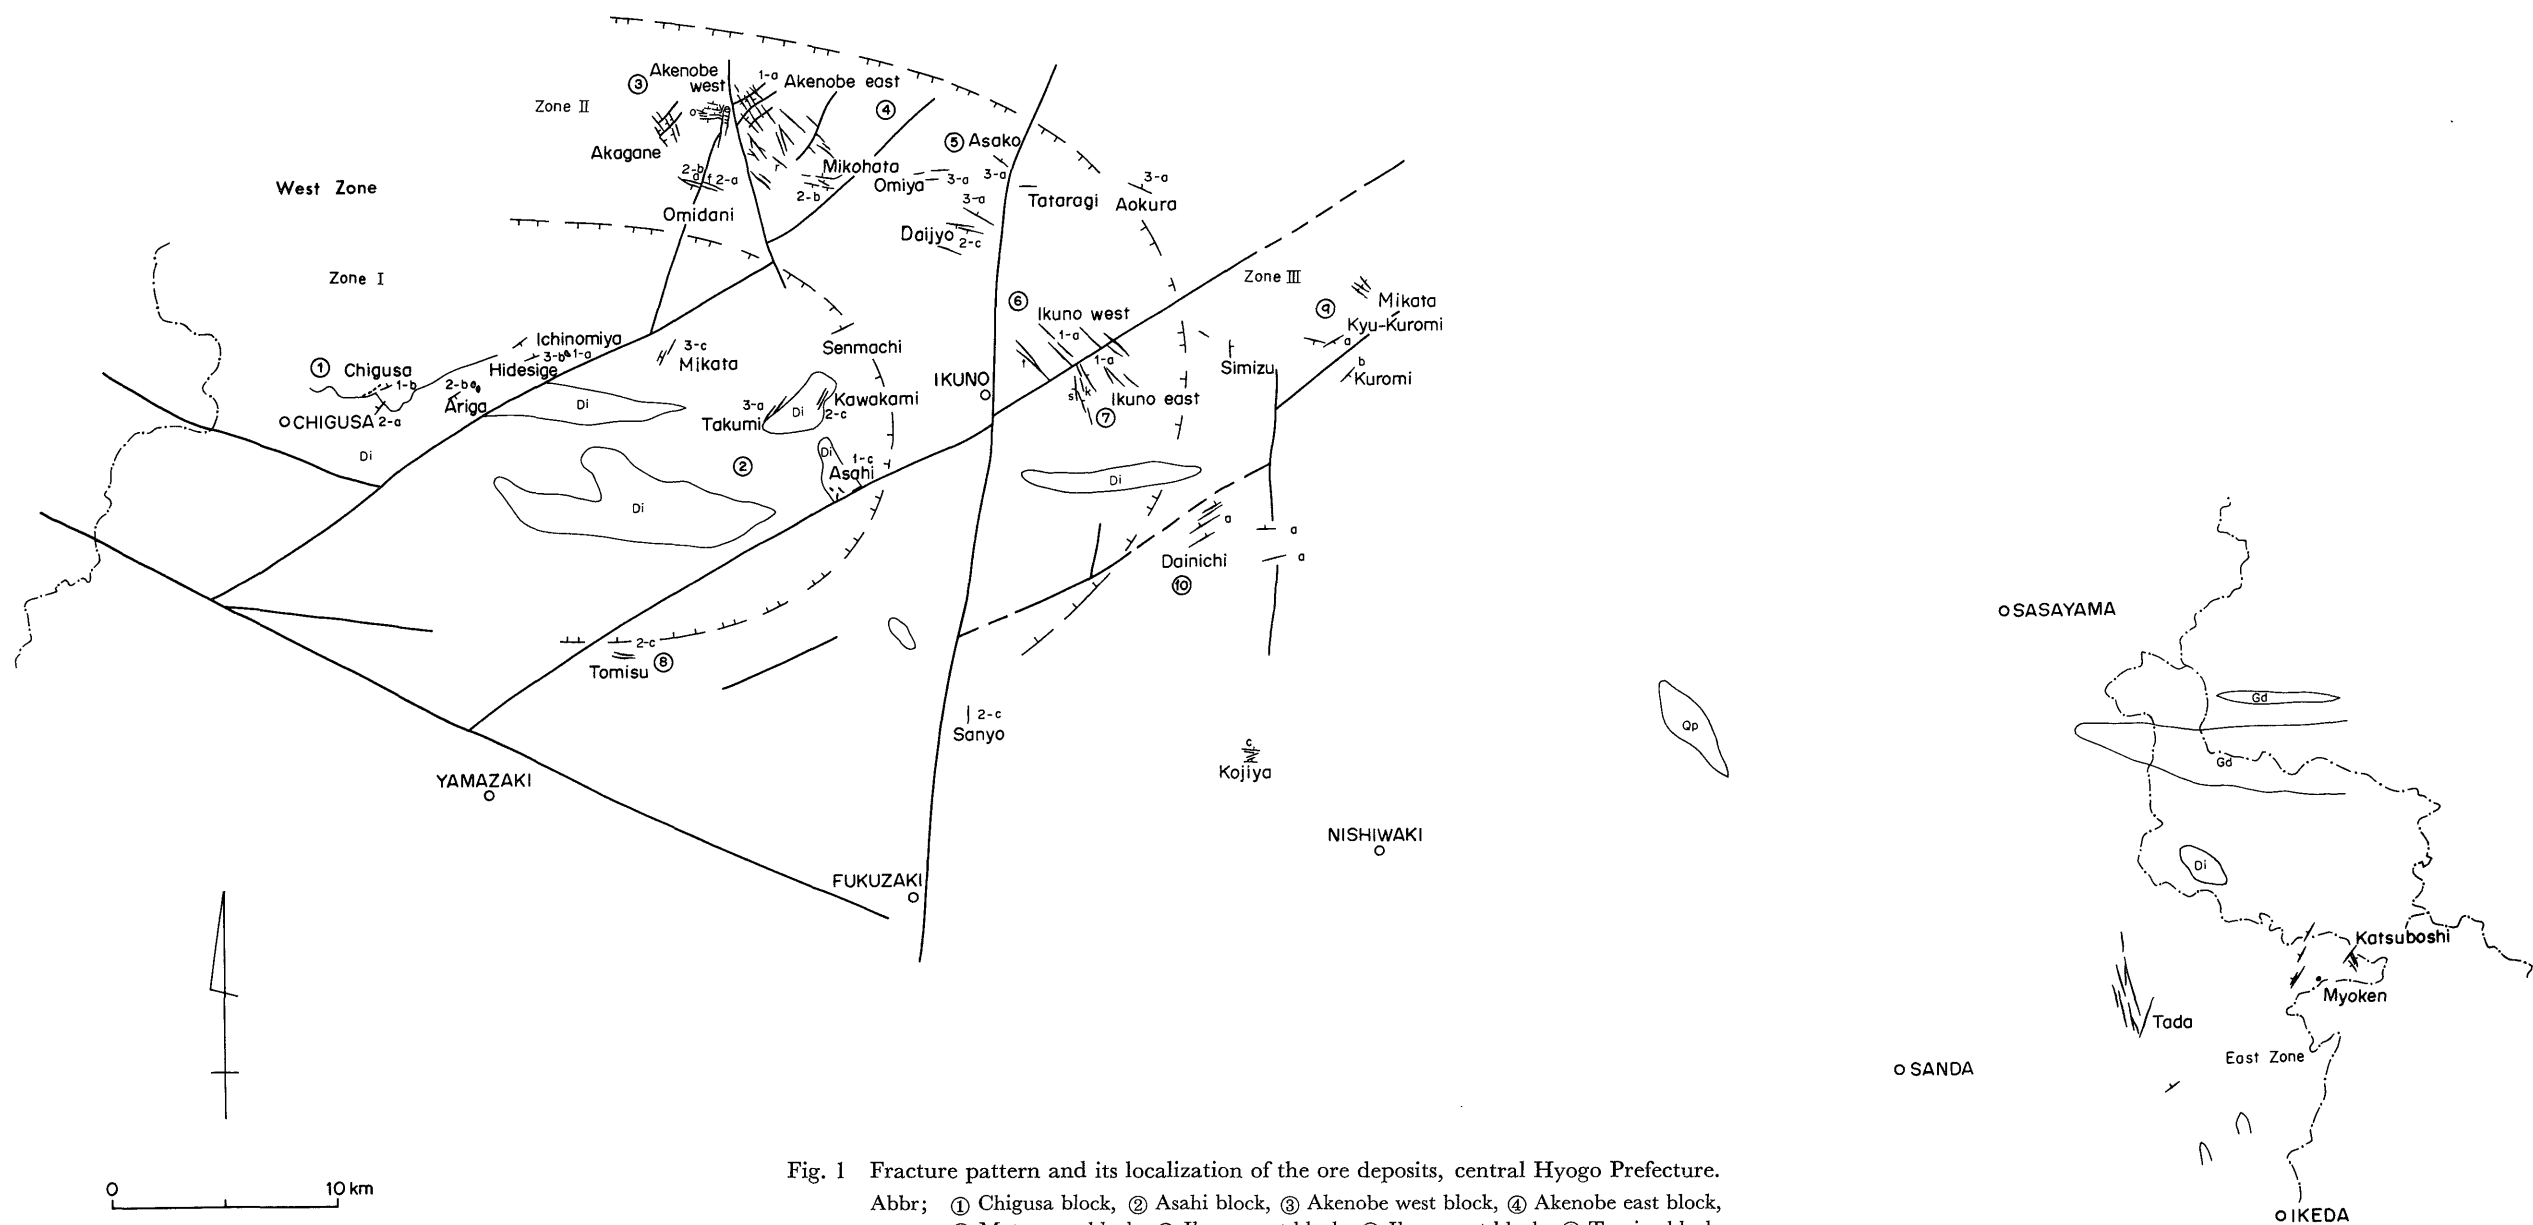 Akenobe
west
③
1-a
Akenobe east
Zone II
④
Akagane
⑤ Asako
2-b
2-a
Mikohata
2-b
Omiya
3-a
3-a
3-a
West Zone
Omidani
3-a
Tataragi
Aokura
Daijyo
2-c
Zone I
Zone III
⑥
Ikuno west
1-a
⑨
Mikata
Kyu-Kuromi
a
Ichinomiya
3-b
1-a
3-c
Mikata
Senmachi
① Chigusa
1-b
Hidesige
2-b
Ariga
IKUNO
1-a
Simizu
b
Kuromi
CHIGUSA
2-a
Di
3-a
Takumi
Di
Kawakami
2-c
Ikuno east
⑦
Di
②
Di
1-c
Asahi
Di
Di
a
a
Dainichi
a
⑩
2-c
Tomisu
⑧
SASAYAMA
Gd
2-c
Sanyo
Qp
c
Kojiya
Gd
YAMAZAKI
NISHIWAKI
Di
FUKUZAKI
Katsuboshi
Myoken
Tada
East Zone
SANDA
0
10 km
IKEDA
Fig. 1 Fracture pattern and its localization of the ore deposits, central Hyogo Prefecture.
Abbr; ① Chigusa block, ② Asahi block, ③ Akenobe west block, ④ Akenobe east block,